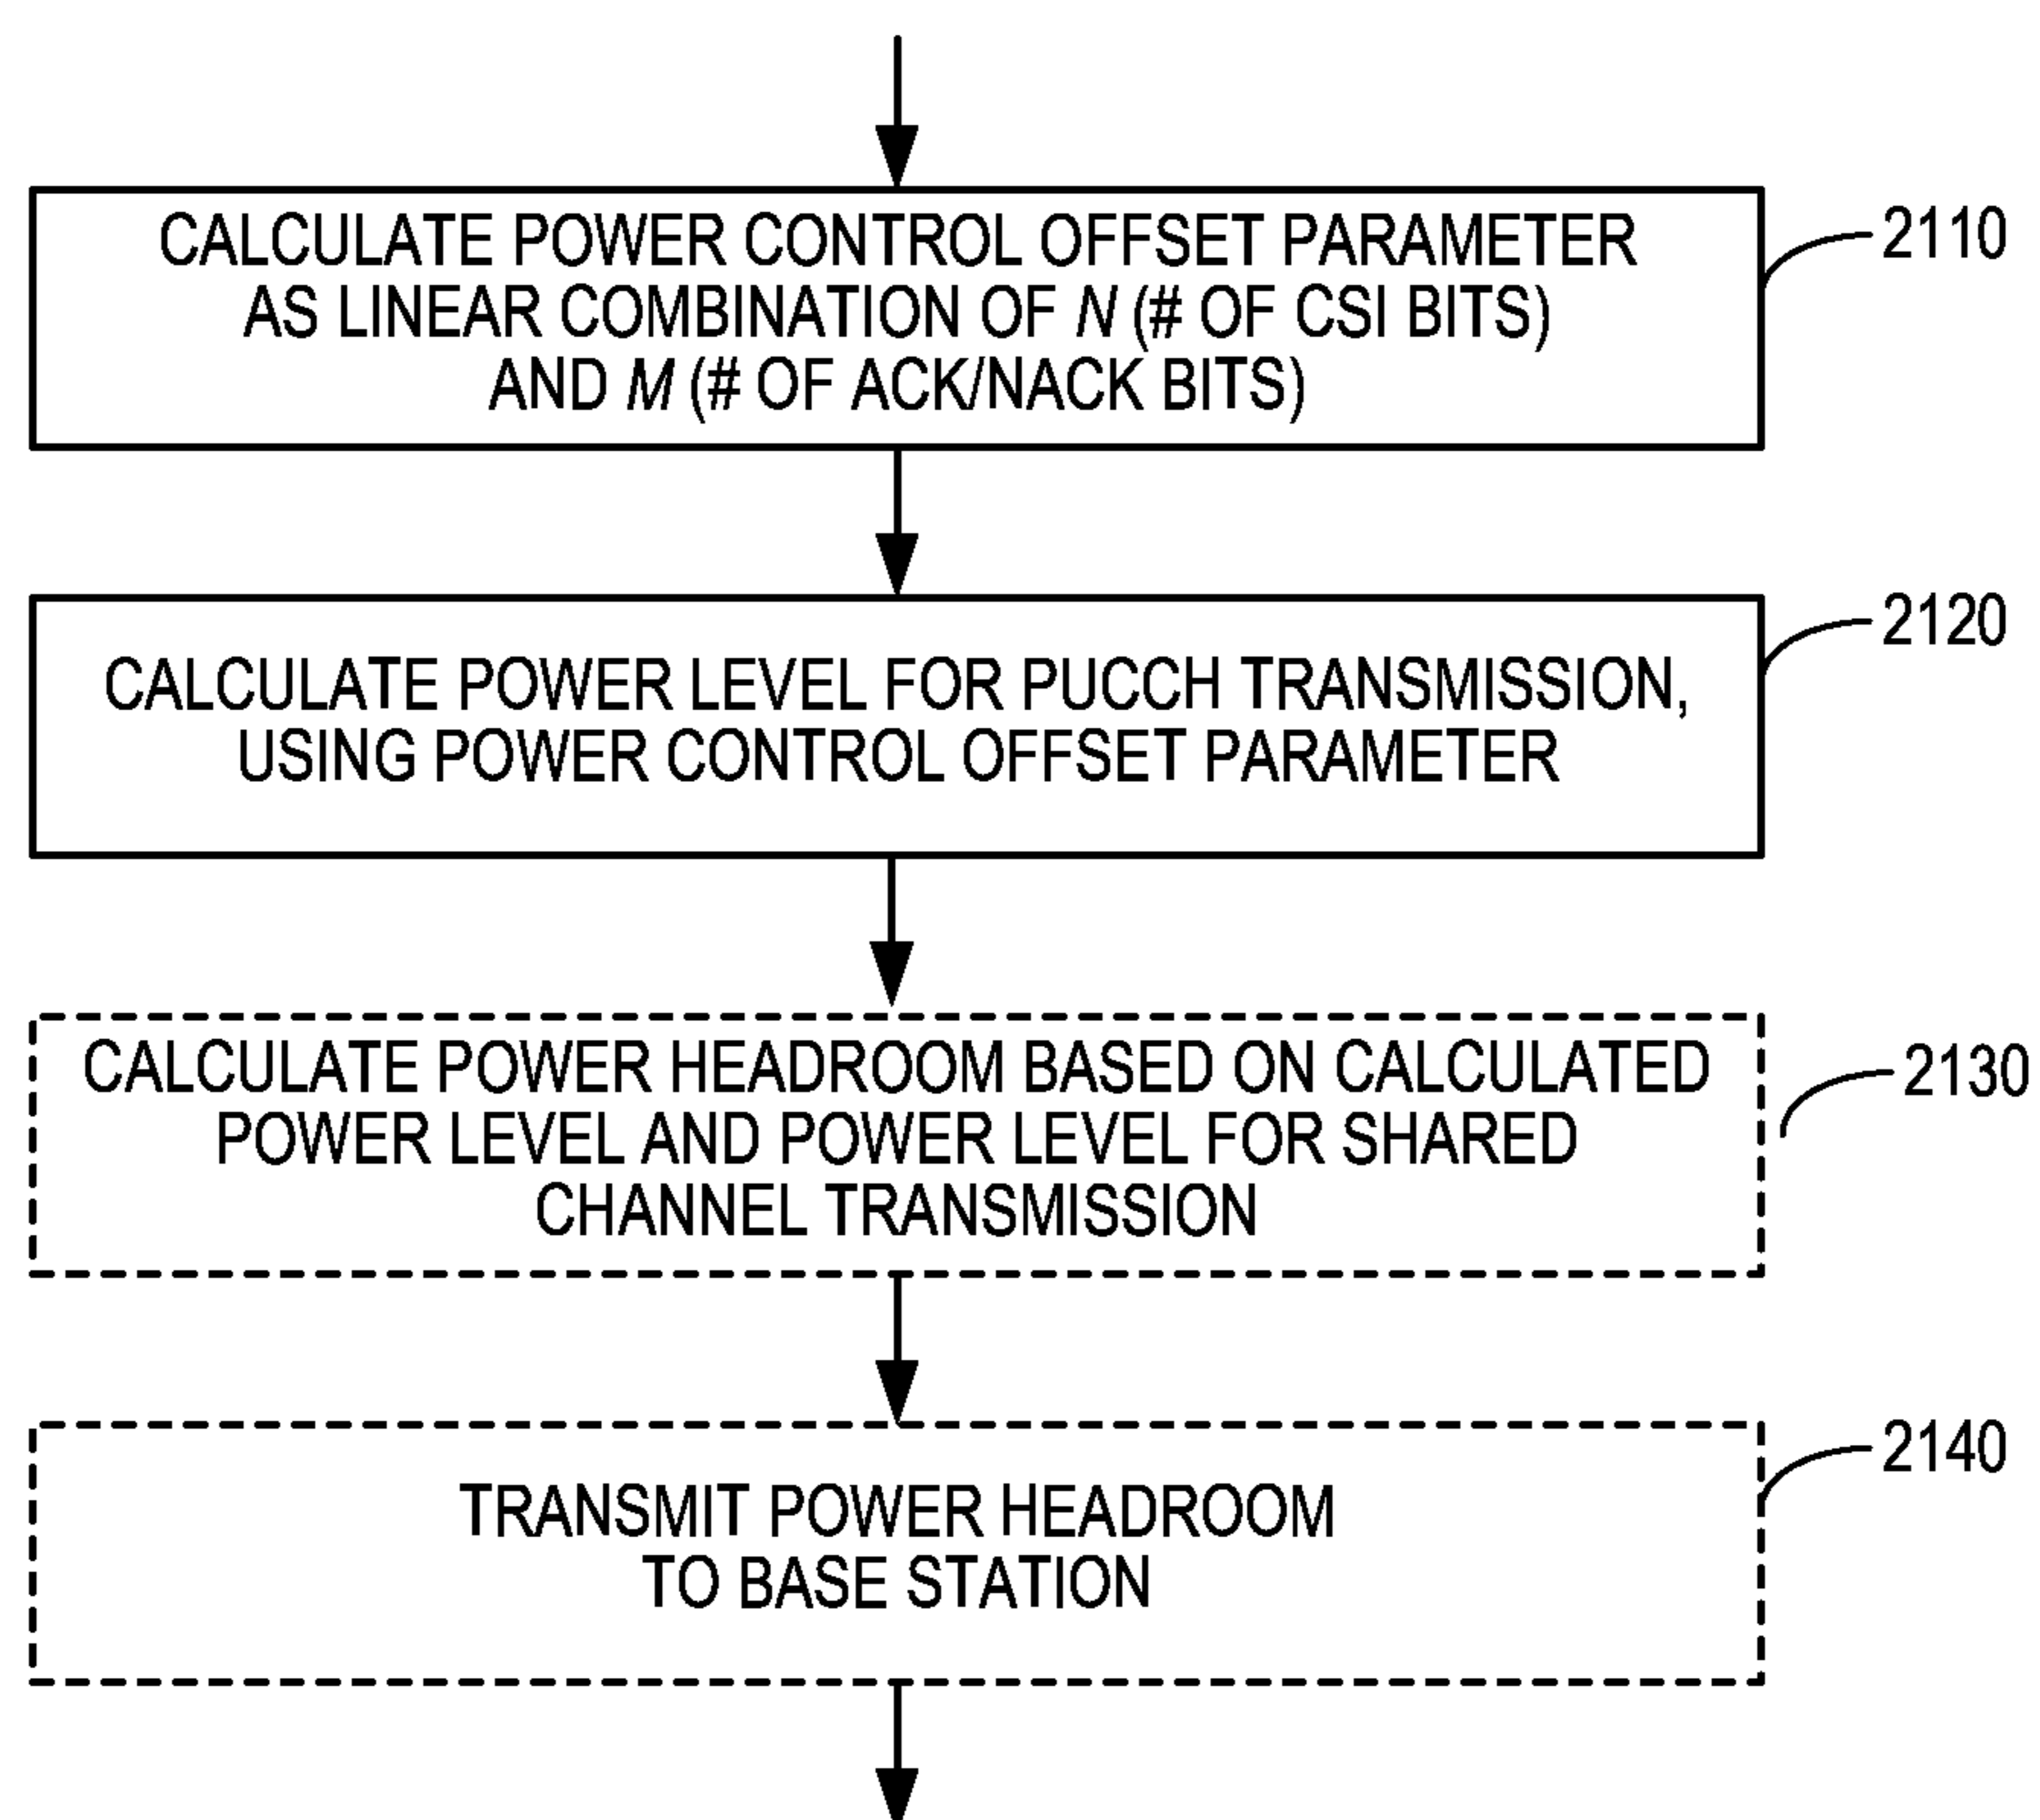 CALCULATE POWER CONTROL OFFSET PARAMETER
AS LINEAR COMBINATION OF N (# OF CSI BITS)
AND M (# OF ACK/NACK BITS)
2110
CALCULATE POWER LEVEL FOR PUCCH TRANSMISSION,
USING POWER CONTROL OFFSET PARAMETER
2120
CALCULATE POWER HEADROOM BASED ON CALCULATED
POWER LEVEL AND POWER LEVEL FOR SHARED
CHANNEL TRANSMISSION
2130
TRANSMIT POWER HEADROOM
TO BASE STATION
2140